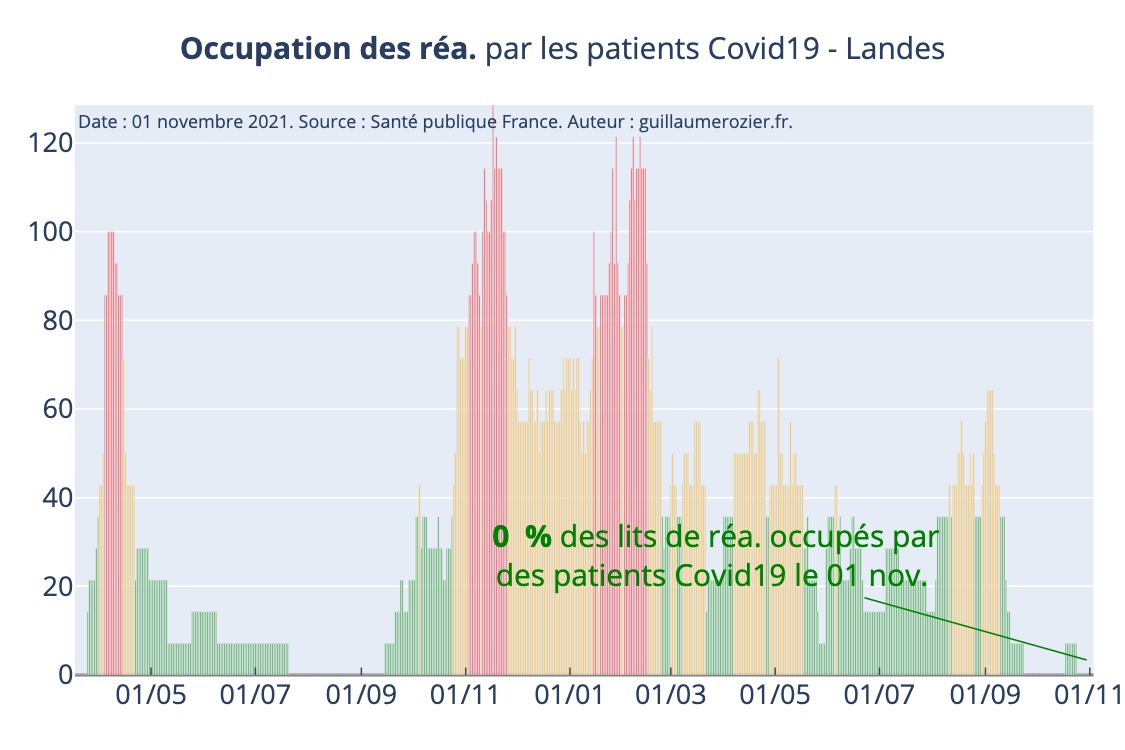 Occupation des réa. par les patients Covid19 - Landes
Date : 01 novembre 2021. Source : Santé publique France. Auteur : guillaumerozier.fr.
120
100
80
60
40
20
0
0 % des lits de réa. occupés par
des patients Covid19 le 01 nov.
01/05 01/07 01/09 01/11 01/01 01/03 01/05 01/07 01/09 01/11